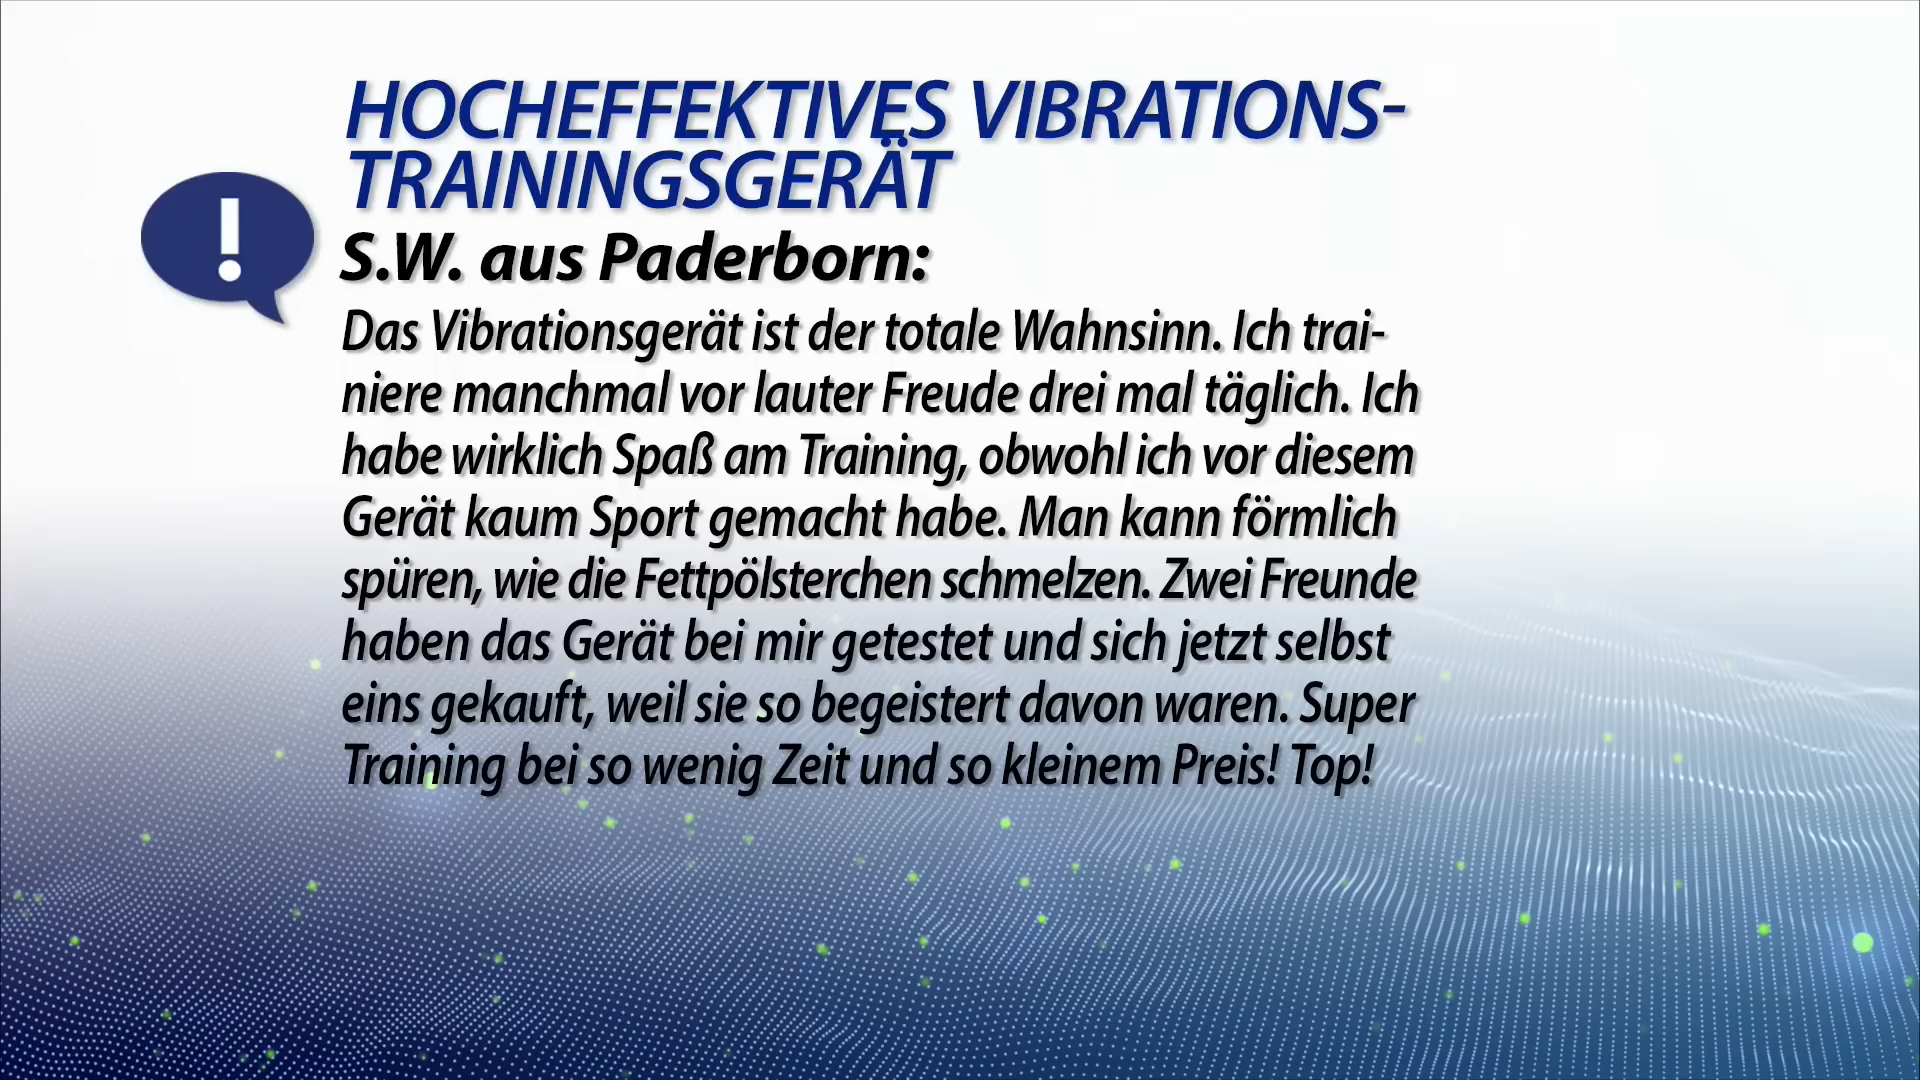 HOCHEFFEKTIVES VIBRATIONS-
TRAININGSGERÄT
S.W. aus Paderborn:
Das Vibrationsgerät ist der totale Wahnsinn. Ich trai-
niere manchmal vor lauter Freude drei mal täglich. Ich
habe wirklich Spaß am Training, obwohl ich vor diesem
Gerät kaum Sport gemacht habe. Man kann förmlich
spüren, wie die Fettpölsterchen schmelzen. Zwei Freunde
haben das Gerät bei mir getestet und sich jetzt selbst
eins gekauft, weil sie so begeistert davon waren. Super
Training bei so wenig Zeit und so kleinem Preis! Top!